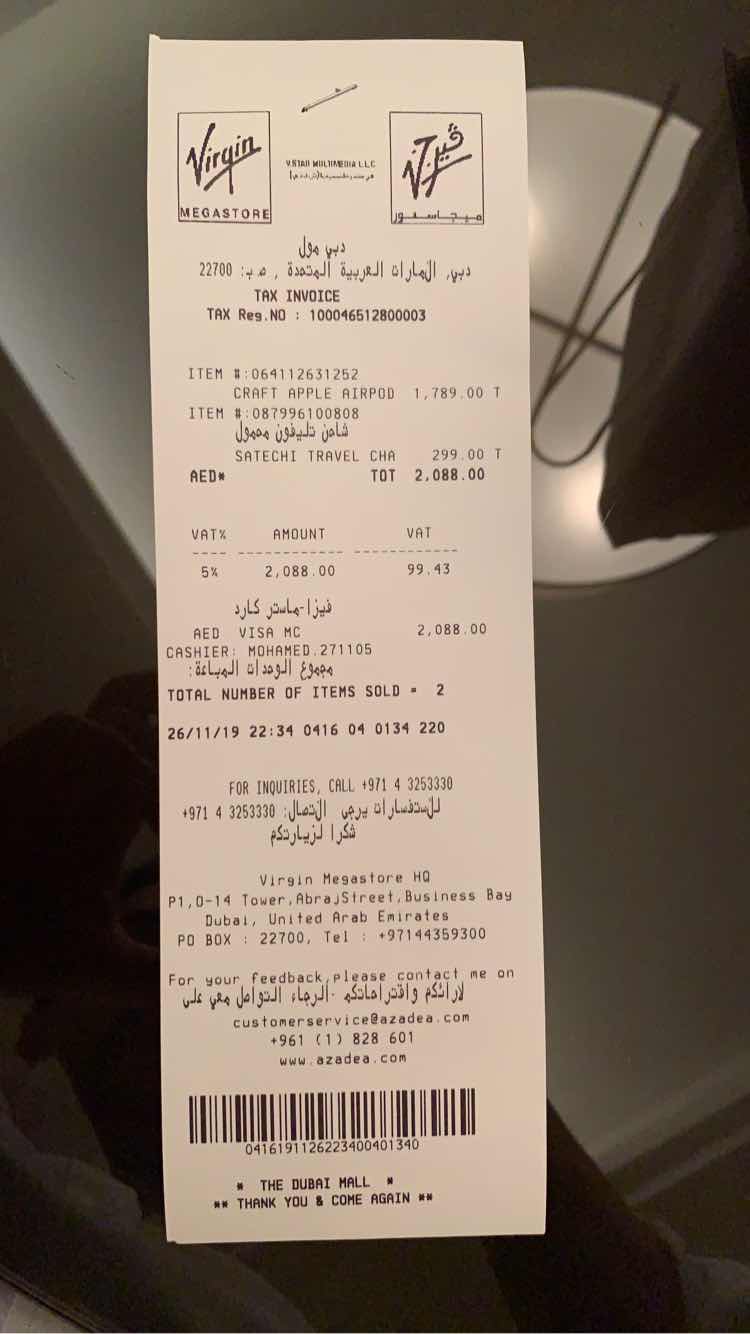 Virgin
MEGASTORE
V.STAR MULTIMEDIA L.L.C
ڤيرجن
ميجاستور
دبي مول
دبي, الإمارات العربية المتحدة , ص ب: 22700
TAX INVOICE
TAX Reg.NO : 100046512800003
ITEM #:064112631252
CRAFT APPLE AIRPOD 1,789.00 T
ITEM #:087996100808
شاحن تليفون محمول
SATECHI TRAVEL CHA 299.00 T
AED* TOT 2,088.00
VAT% AMOUNT VAT
---- ------------ ------------
5% 2,088.00 99.43
فيزا-ماستر كارد
AED VISA MC 2,088.00
CASHIER: MOHAMED.271105
مجموع الوحدات المباعة:
TOTAL NUMBER OF ITEMS SOLD = 2
26/11/19 22:34 0416 04 0134 220
FOR INQUIRIES, CALL +971 4 3253330
للأستفسارات يرجى الاتصال: 3253330 4 971+
شكرا لزيارتكم
Virgin Megastore HQ
P1,O-14 Tower,AbrajStreet,Business Bay
Dubai, United Arab Emirates
PO BOX : 22700, Tel : +97144359300
For your feedback,please contact me on
لارائكم واقتراحاتكم -الرجاء التواصل معي على
customerservice@azadea.com
+961 (1) 828 601
www.azadea.com
0416191126223400401340
* THE DUBAI MALL *
** THANK YOU & COME AGAIN **